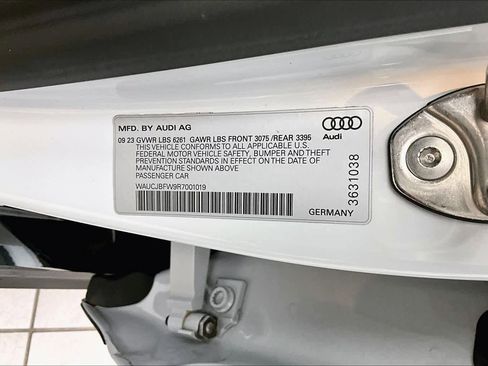 MFD. BY AUDI AG
09 23 GVWR LBS 6261 GAWR LBS FRONT 3075 /REAR 3395
THIS VEHICLE CONFORMS TO ALL APPLICABLE U.S.
FEDERAL MOTOR VEHICLE SAFETY, BUMPER AND THEFT
PREVENTION STANDARDS IN EFFECT ON THE DATE OF
MANUFACTURE SHOWN ABOVE
PASSENGER CAR
WAUCJBFW9R7001019
Audi
3631038
GERMANY